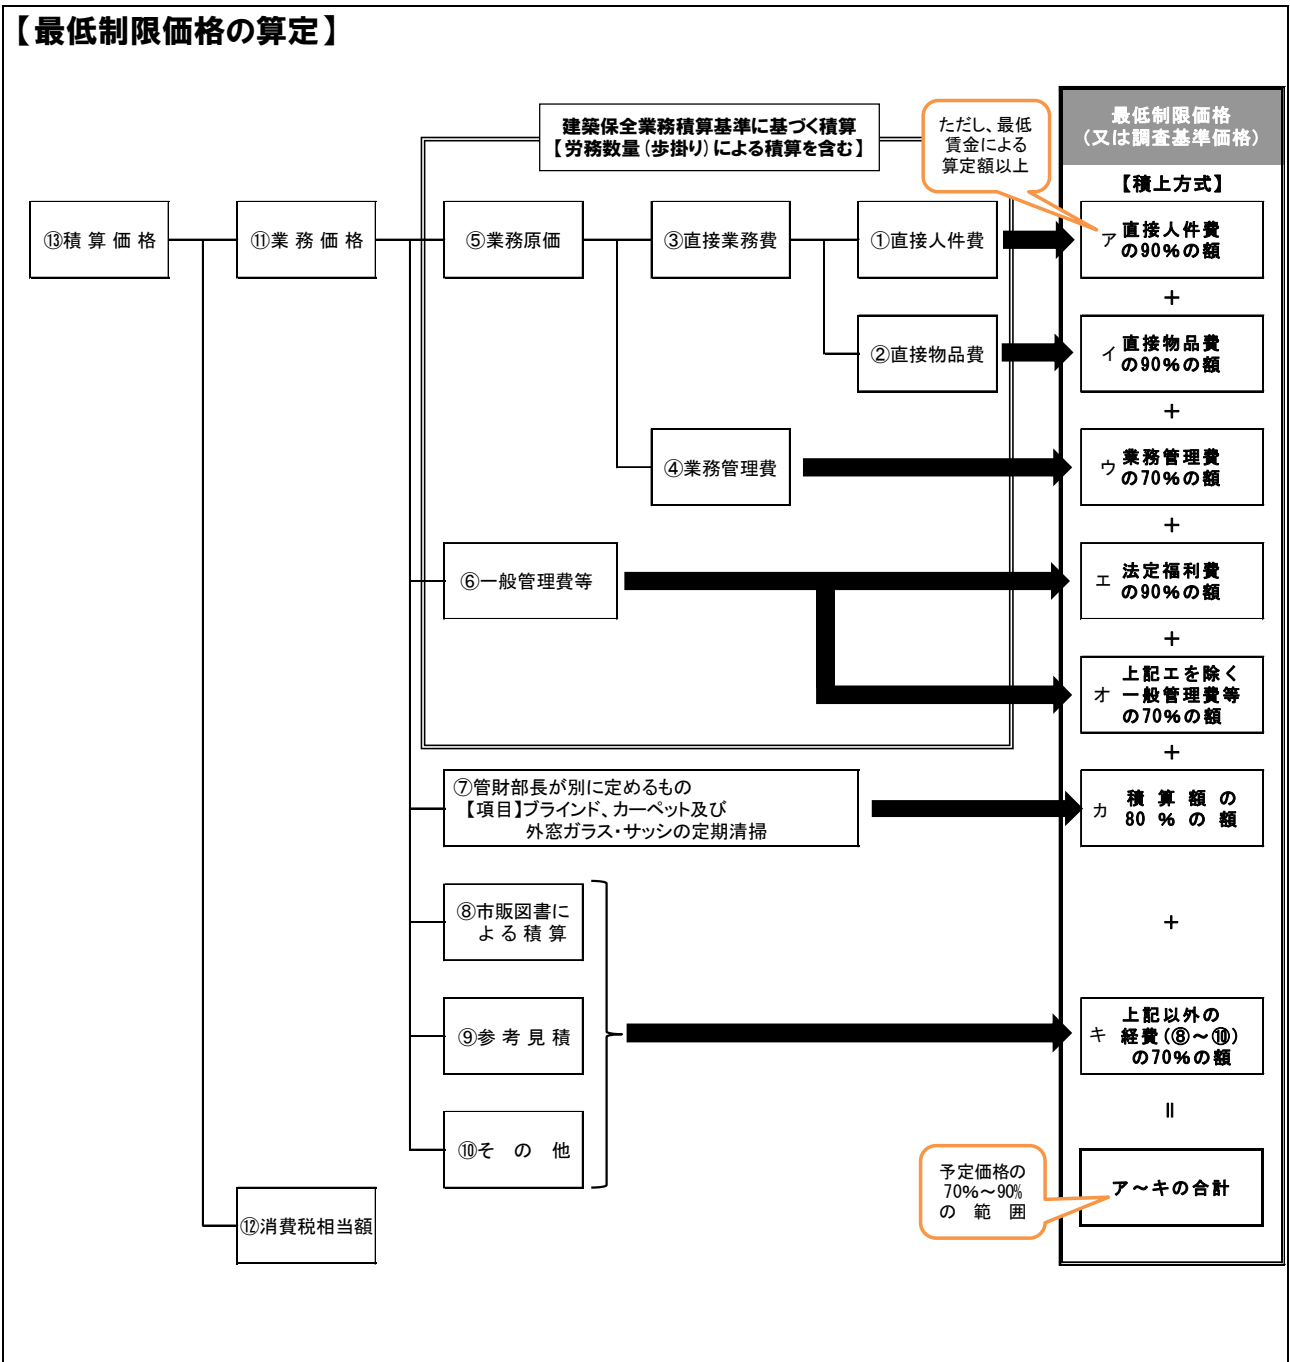 【最低制限価格の算定】
建築保全業務積算基準に基づく積算
【労務数量(歩掛り)による積算を含む】
ただし、最低
賃金による
算定額以上
最低制限価格
(又は調査基準価格)
【積上方式】
⑬積算価格
⑪業務価格
⑤業務原価
③直接業務費
①直接人件費
ア 直接人件費
の90%の額
+
②直接物品費
イ 直接物品費
の90%の額
+
④業務管理費
ウ 業務管理費
の70%の額
+
⑥一般管理費等
エ 法定福利費
の90%の額
+
上記エを除く
オ 一般管理費等
の70%の額
+
⑦管財部長が別に定めるもの
【項目】ブラインド、カーペット及び
外窓ガラス・サッシの定期清掃
カ 積算額の
80%の額
⑧市販図書に
よる積算
+
⑨参考見積
上記以外の
キ 経費(⑧~⑩)
の70%の額
=
⑩その他
予定価格の
70%~90%
の範囲
ア~キの合計
⑫消費税相当額